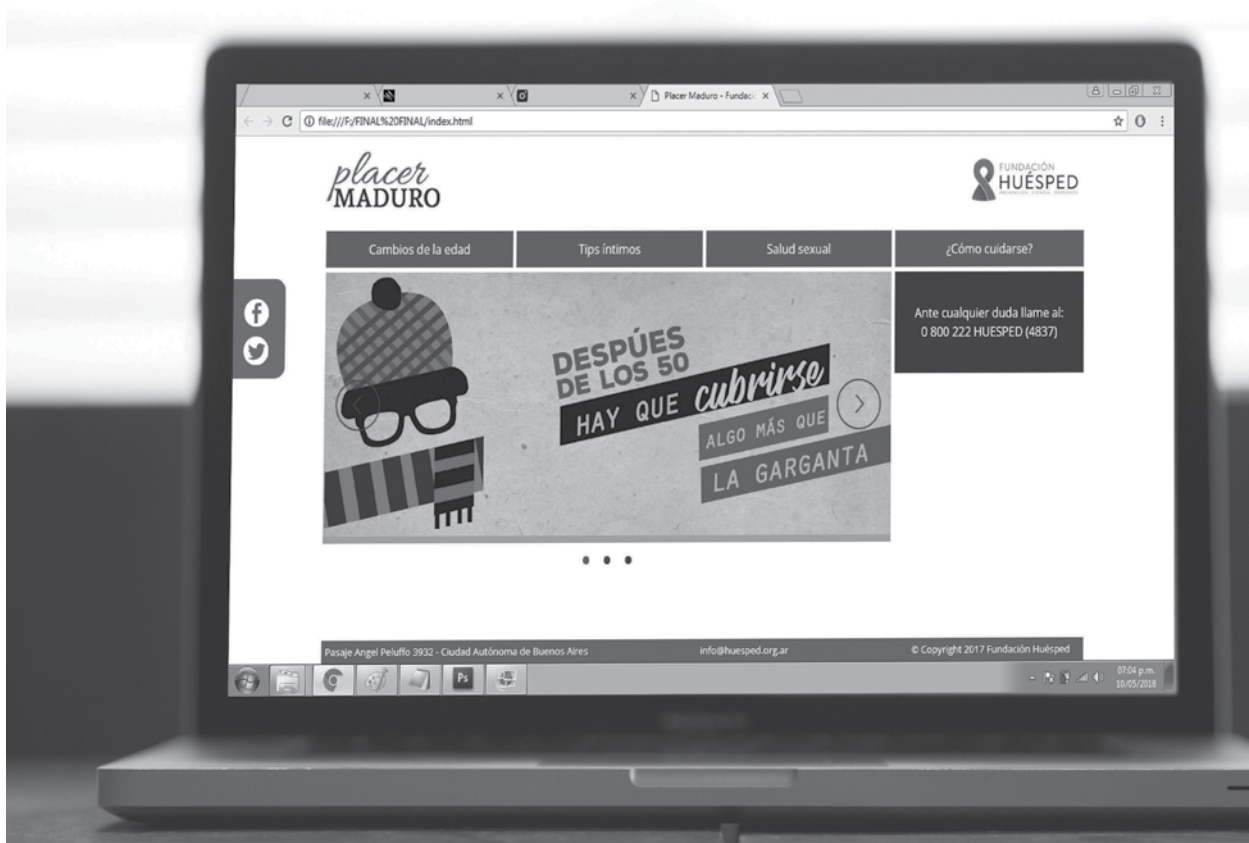 Placer Maduro - Fundaci
file:///F:/FINAL%20FINAL/index.html
placer
MADURO
FUNDACIÓN
HUÉSPED
Cambios de la edad
Tips íntimos
Salud sexual
¿Cómo cuidarse?
DESPÚES
DE LOS 50
HAY QUE cubrirse
ALGO MÁS QUE
LA GARGANTA
Ante cualquier duda llame al:
0 800 222 HUESPED (4837)
Pasaje Angel Peluffo 3932 - Ciudad Autónoma de Buenos Aires
info@huesped.org.ar
© Copyright 2017 Fundación Huésped
Ps
07:04 p.m.
10/05/2018